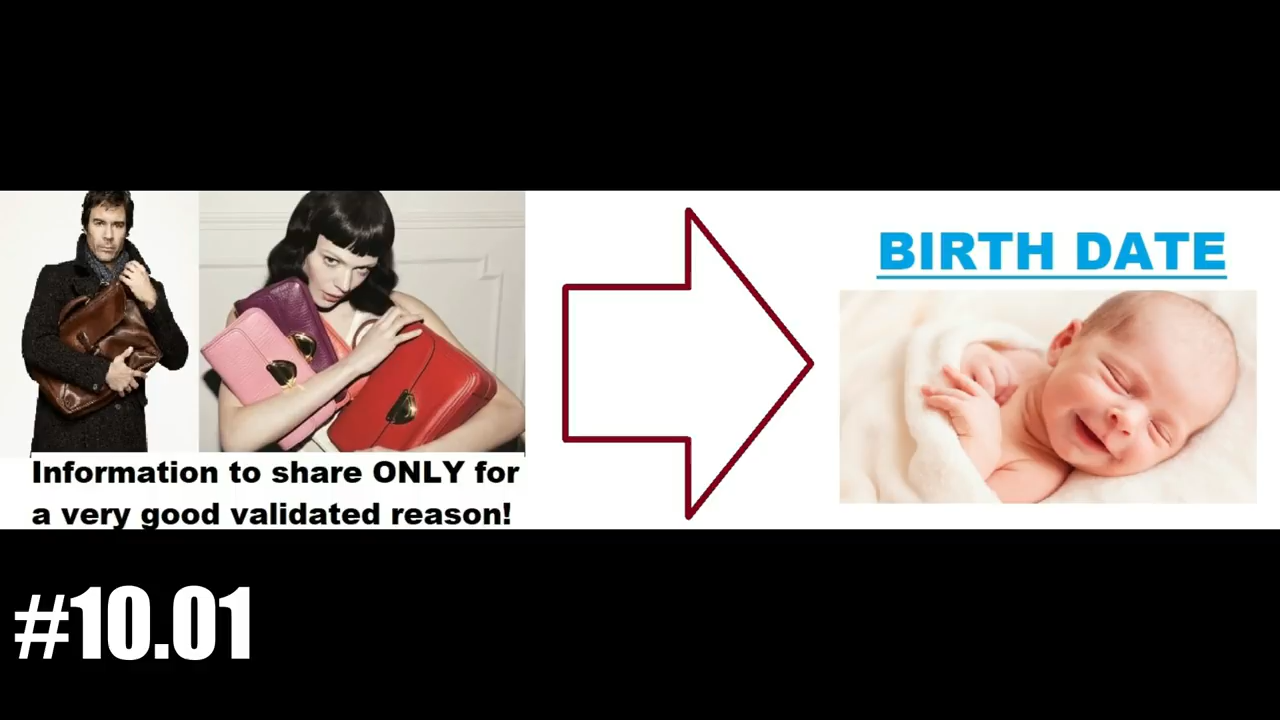 BIRTH DATE
Information to share ONLY for
a very good validated reason!
#10.01